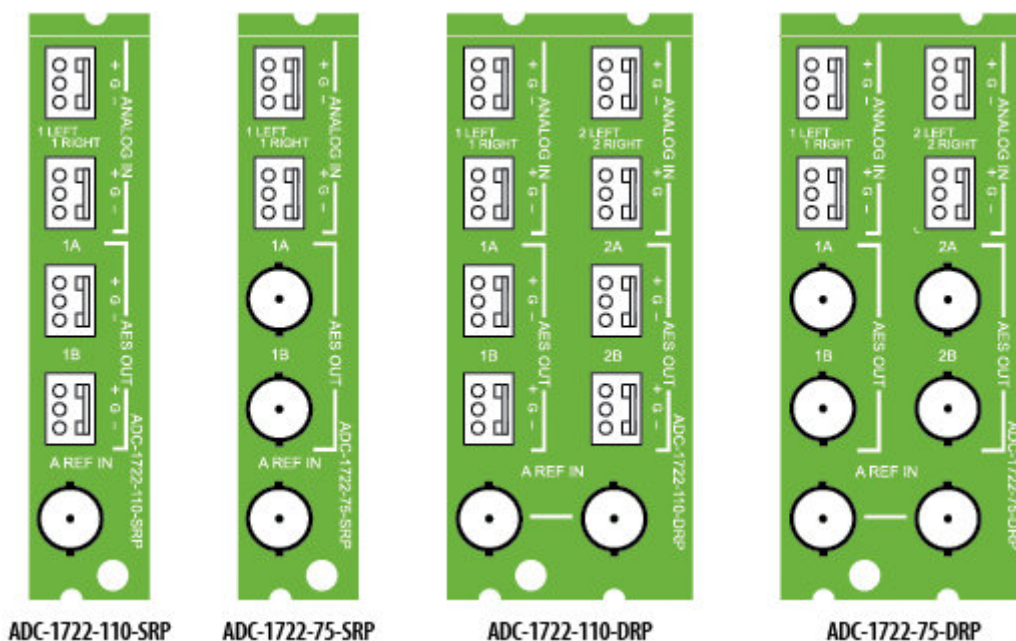 + G -
1 LEFT
1 RIGHT
ANALOG IN
+ G -
1A
+ G -
1B
AES OUT
+ G -
A REF IN
ADC-1722-110-SRP
+ G -
1 LEFT
1 RIGHT
ANALOG IN
+ G -
1A
1B
AES OUT
A REF IN
ADC-1722-75-SRP
+ G -
1 LEFT
1 RIGHT
ANALOG IN
+ G -
1A
+ G -
1B
AES OUT
+ G -
+ G -
2 LEFT
2 RIGHT
ANALOG IN
+ G -
2A
+ G -
2B
AES OUT
+ G -
A REF IN
ADC-1722-110-DRP
+ G -
1 LEFT
1 RIGHT
ANALOG IN
+ G -
1A
1B
AES OUT
+ G -
2 LEFT
2 RIGHT
ANALOG IN
+ G -
2A
2B
AES OUT
A REF IN
ADC-1722-75-DRP
ADC-1722-110-SRP
ADC-1722-75-SRP
ADC-1722-110-DRP
ADC-1722-75-DRP